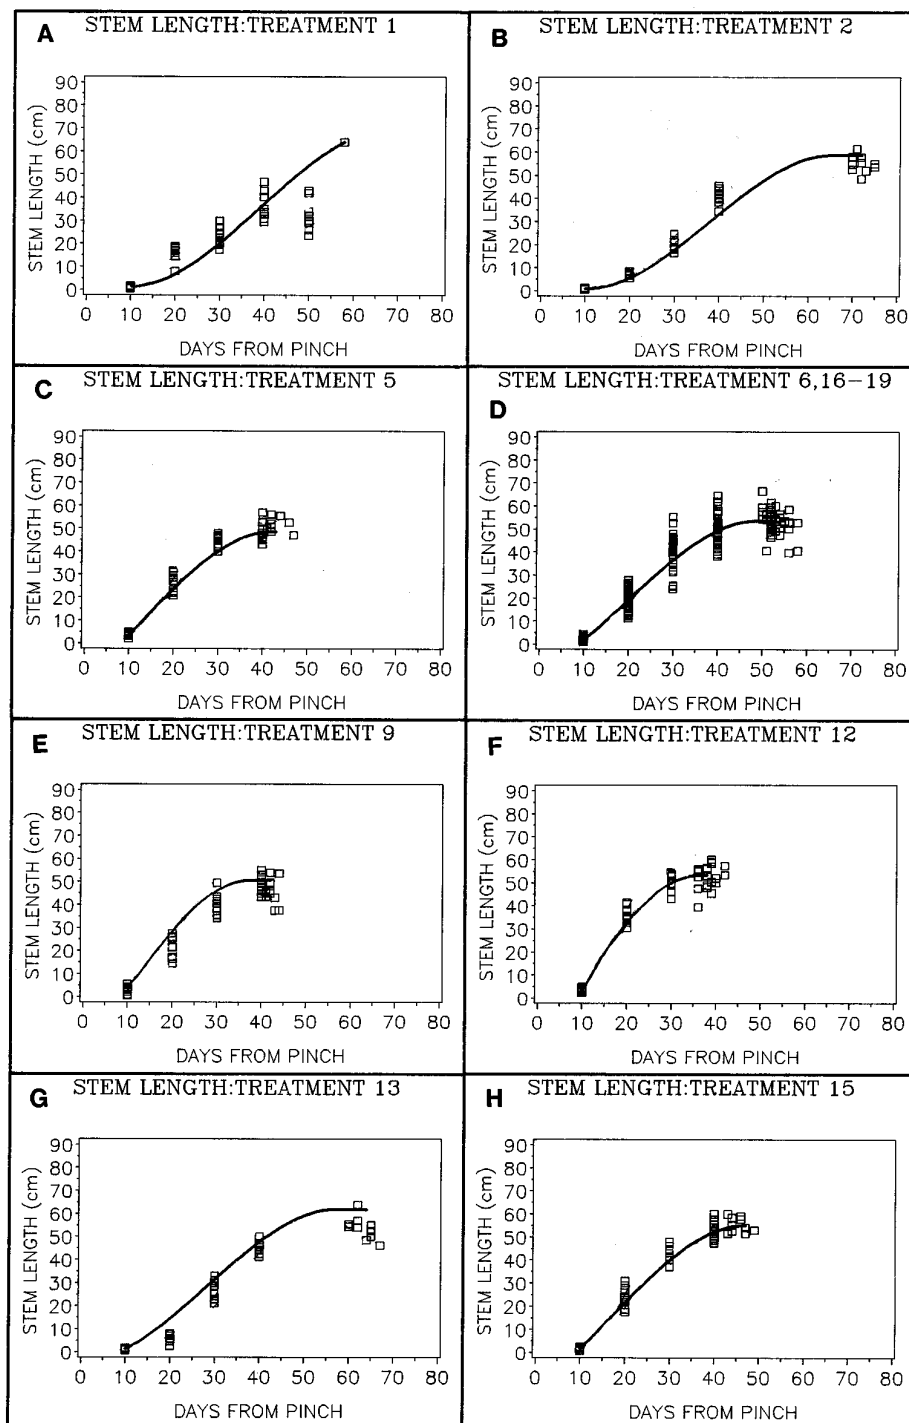 A STEM LENGTH:TREATMENT 1
90
80
70
60
50
40
30
20
10
0
STEM LENGTH (cm)
0 10 20 30 40 50 60 70 80
DAYS FROM PINCH
B STEM LENGTH:TREATMENT 2
90
80
70
60
50
40
30
20
10
0
STEM LENGTH (cm)
0 10 20 30 40 50 60 70 80
DAYS FROM PINCH
C STEM LENGTH:TREATMENT 5
90
80
70
60
50
40
30
20
10
0
STEM LENGTH (cm)
0 10 20 30 40 50 60 70 80
DAYS FROM PINCH
D STEM LENGTH:TREATMENT 6,16-19
90
80
70
60
50
40
30
20
10
0
STEM LENGTH (cm)
0 10 20 30 40 50 60 70 80
DAYS FROM PINCH
E STEM LENGTH:TREATMENT 9
90
80
70
60
50
40
30
20
10
0
STEM LENGTH (cm)
0 10 20 30 40 50 60 70 80
DAYS FROM PINCH
F STEM LENGTH:TREATMENT 12
90
80
70
60
50
40
30
20
10
0
STEM LENGTH (cm)
0 10 20 30 40 50 60 70 80
DAYS FROM PINCH
G STEM LENGTH:TREATMENT 13
90
80
70
60
50
40
30
20
10
0
STEM LENGTH (cm)
0 10 20 30 40 50 60 70 80
DAYS FROM PINCH
H STEM LENGTH:TREATMENT 15
90
80
70
60
50
40
30
20
10
0
STEM LENGTH (cm)
0 10 20 30 40 50 60 70 80
DAYS FROM PINCH